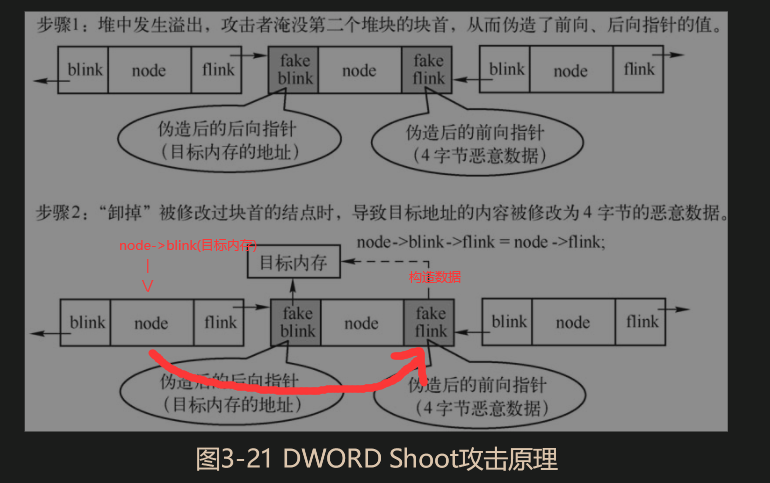 步骤1：堆中发生溢出，攻击者淹没第二个堆块的块首，从而伪造了前向、后向指针的值。
blink node flink fake blink node fake flink blink node flink
伪造后的后向指针
（目标内存的地址）
伪造后的前向指针
（4字节恶意数据）
步骤2：“卸掉”被修改过块首的结点时，导致目标地址的内容被修改为4字节的恶意数据。
node->blink(目标内存)
node->blink->flink = node ->flink;
目标内存
构造数据
blink node flink fake blink node fake flink blink node flink
伪造后的后向指针
（目标内存的地址）
伪造后的前向指针
（4字节恶意数据）
图3-21 DWORD Shoot攻击原理